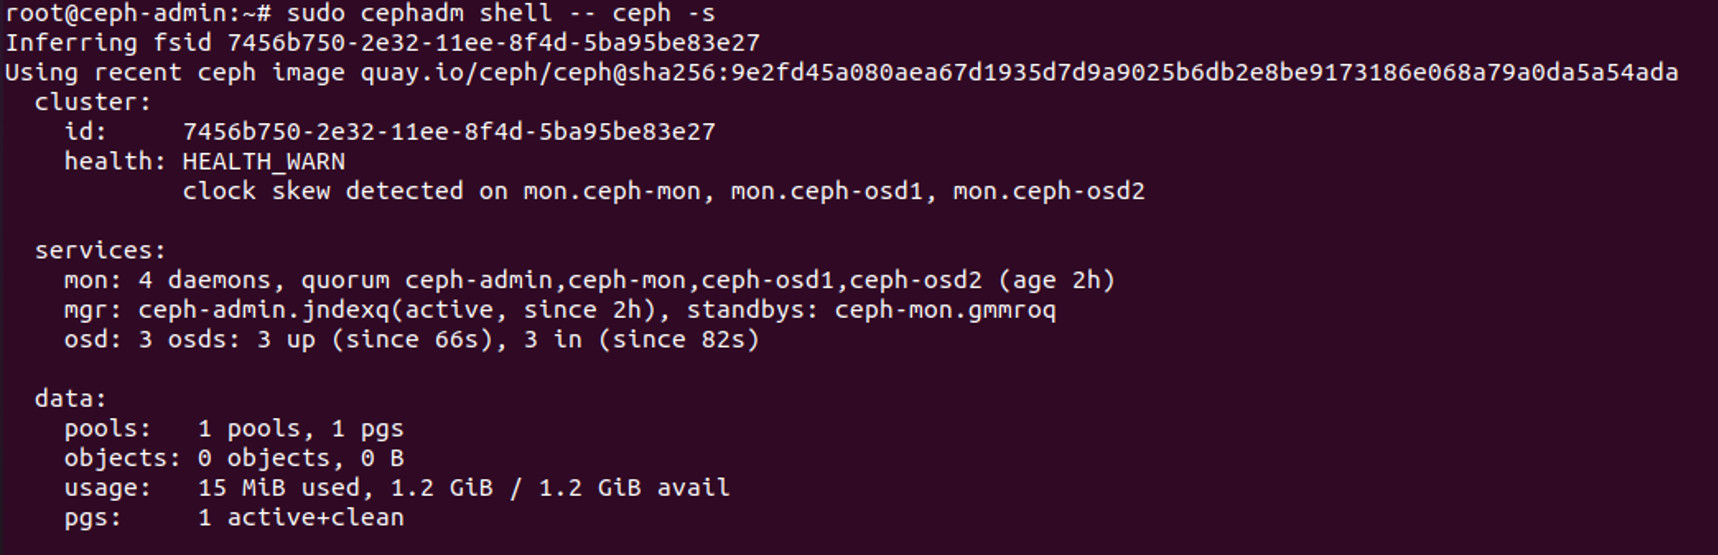 root@ceph-admin:~# sudo cephadm shell -- ceph -s
Inferring fsid 7456b750-2e32-11ee-8f4d-5ba95be83e27
Using recent ceph image quay.io/ceph/ceph@sha256:9e2fd45a080aea67d1935d7d9a9025b6db2e8be9173186e068a79a0da5a54ada
  cluster:
    id:     7456b750-2e32-11ee-8f4d-5ba95be83e27
    health: HEALTH_WARN
            clock skew detected on mon.ceph-mon, mon.ceph-osd1, mon.ceph-osd2

  services:
    mon: 4 daemons, quorum ceph-admin,ceph-mon,ceph-osd1,ceph-osd2 (age 2h)
    mgr: ceph-admin.jndexq(active, since 2h), standbys: ceph-mon.gmmroq
    osd: 3 osds: 3 up (since 66s), 3 in (since 82s)

  data:
    pools:   1 pools, 1 pgs
    objects: 0 objects, 0 B
    usage:   15 MiB used, 1.2 GiB / 1.2 GiB avail
    pgs:     1 active+clean